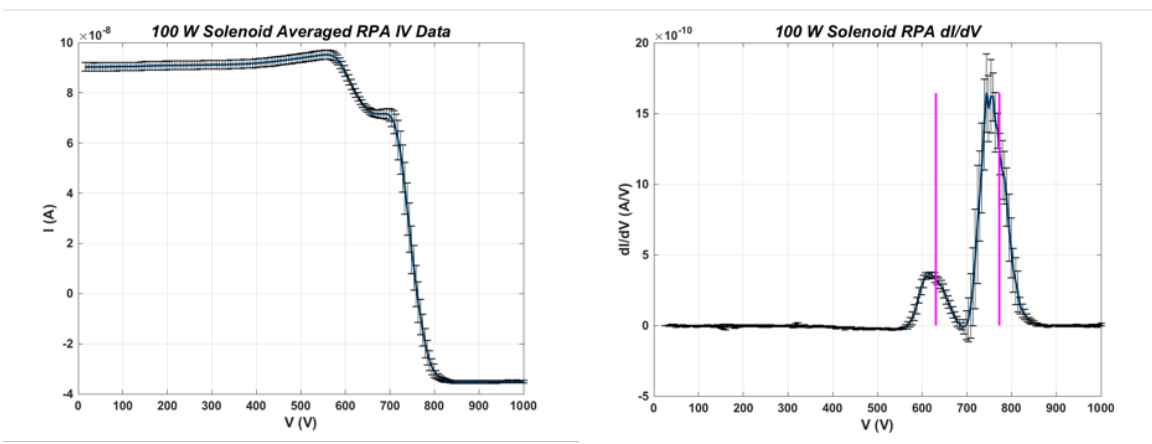 100 W Solenoid Averaged RPA IV Data
×10-8
10
8
6
4
2
0
-2
-4
I (A)
0 100 200 300 400 500 600 700 800 900 1000
V (V)
100 W Solenoid RPA dI/dV
×10-10
20
15
10
5
0
-5
dI/dV (A/V)
0 100 200 300 400 500 600 700 800 900 1000
V (V)